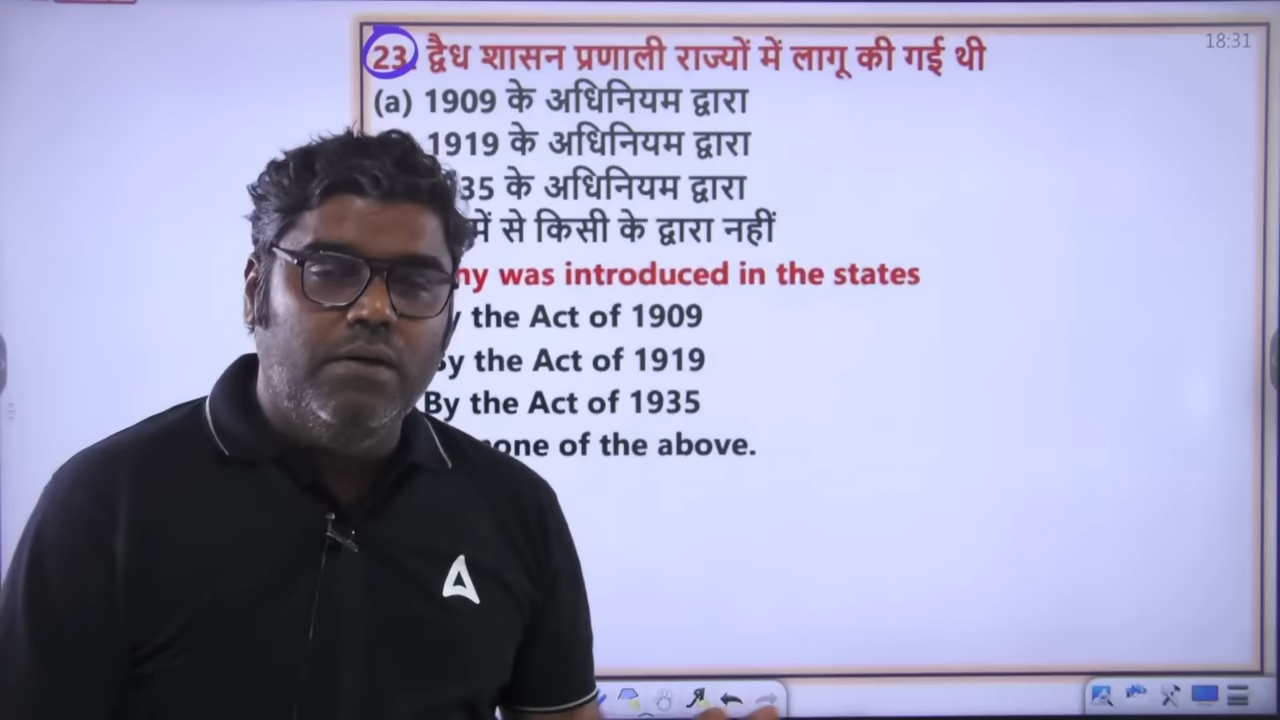 18:31
23. द्वैध शासन प्रणाली राज्यों में लागू की गई थी
(a) 1909 के अधिनियम द्वारा
1919 के अधिनियम द्वारा
35 के अधिनियम द्वारा
में से किसी के द्वारा नहीं
was introduced in the states
the Act of 1909
By the Act of 1919
By the Act of 1935
none of the above.